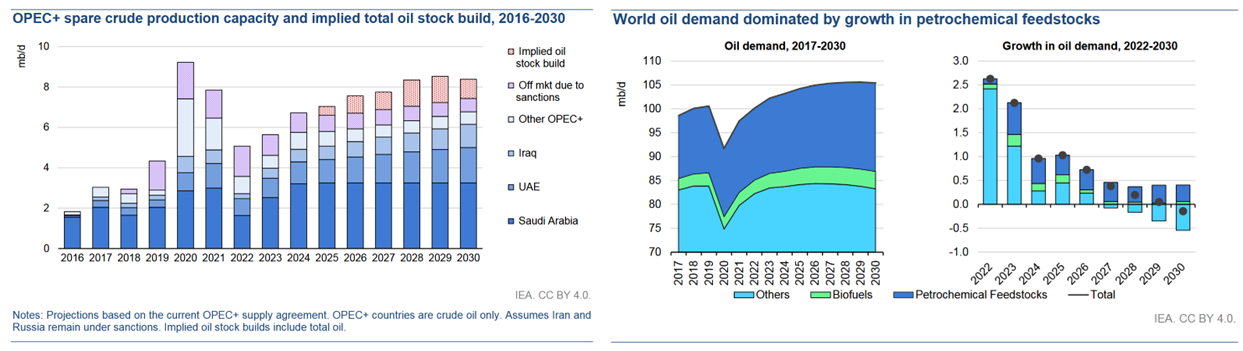 OPEC+ spare crude production capacity and implied total oil stock build, 2016-2030
mb/d
10
8
6
4
2
0
2016 2017 2018 2019 2020 2021 2022 2023 2024 2025 2026 2027 2028 2029 2030
Implied oil
stock build
Off mkt due to
sanctions
Other OPEC+
Iraq
UAE
Saudi Arabia
IEA. CC BY 4.0.
Notes: Projections based on the current OPEC+ supply agreement. OPEC+ countries are crude oil only. Assumes Iran and
Russia remain under sanctions. Implied oil stock builds include total oil.
World oil demand dominated by growth in petrochemical feedstocks
Oil demand, 2017-2030
mb/d
110
105
100
95
90
85
80
75
70
2017 2018 2019 2020 2021 2022 2023 2024 2025 2026 2027 2028 2029 2030
Growth in oil demand, 2022-2030
3.0
2.5
2.0
1.5
1.0
0.5
0.0
-0.5
-1.0
2022 2023 2024 2025 2026 2027 2028 2029 2030
Others Biofuels Petrochemical Feedstocks Total
IEA. CC BY 4.0.